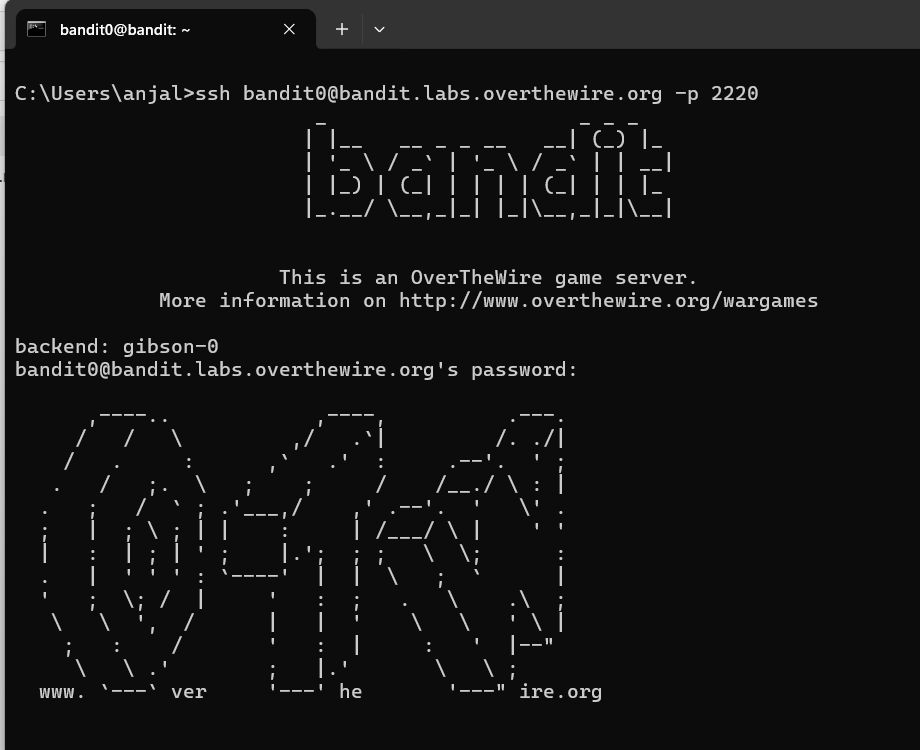 bandit0@bandit: ~
C:\Users\anjal>ssh bandit0@bandit.labs.overthewire.org -p 2220
bandit
This is an OverTheWire game server.
More information on http://www.overthewire.org/wargames
backend: gibson-0
bandit0@bandit.labs.overthewire.org's password:
OTW
www. ver he ire.org